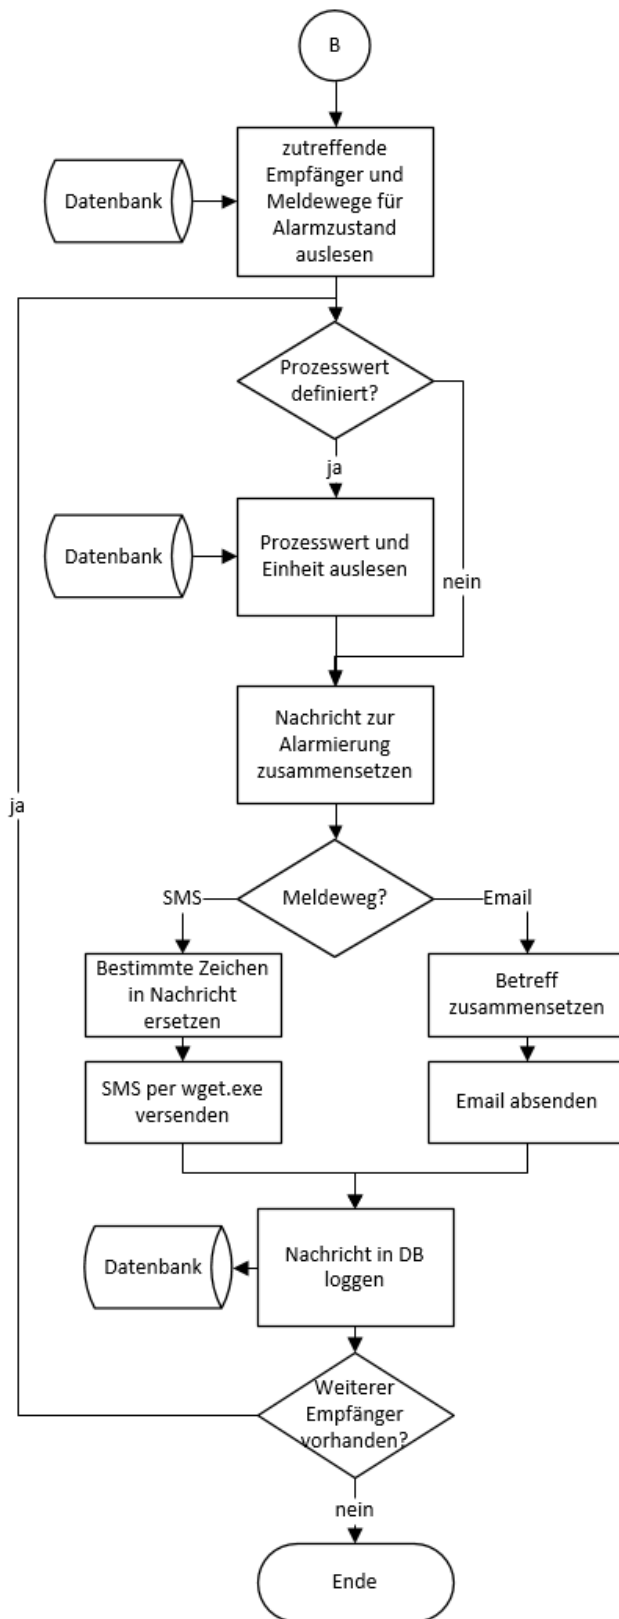 B
zutreffende
Empfänger und
Meldewege für
Alarmzustand
auslesen
Datenbank
Prozesswert
definiert?
ja
nein
Datenbank
Prozesswert und
Einheit auslesen
Nachricht zur
Alarmierung
zusammensetzen
ja
Meldeweg?
SMS
Email
Bestimmte Zeichen
in Nachricht
ersetzen
Betreff
zusammensetzen
SMS per wget.exe
versenden
Email absenden
Datenbank
Nachricht in DB
loggen
Weiterer
Empfänger
vorhanden?
nein
Ende